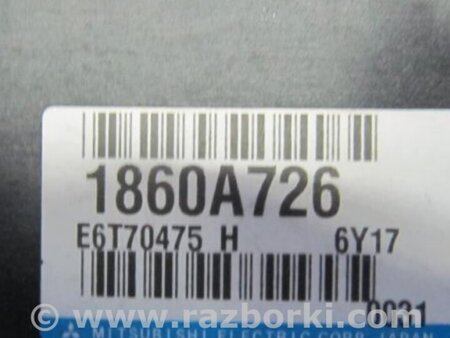 1860A726
E6T70475 H 6Y17
0031
MITSUBISHI ELECTRIC CORP. JAPAN
© www.razborki.com